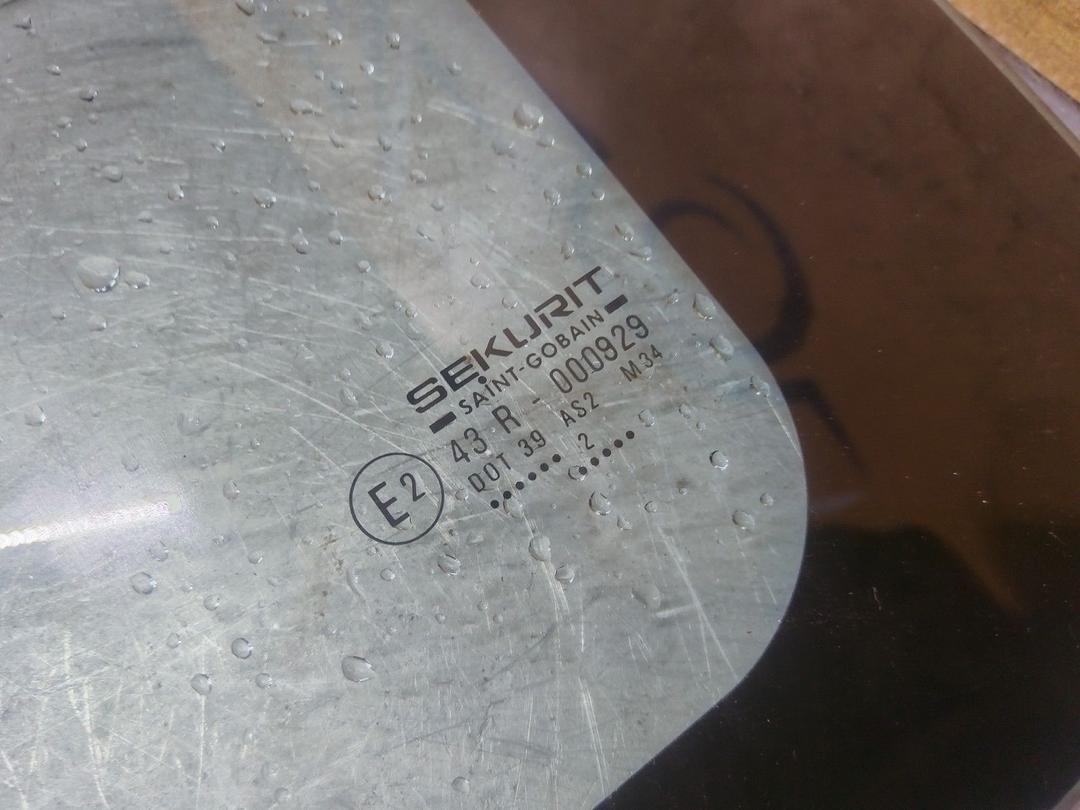 SEKURIT
SAINT-GOBAIN
43 R - 000929
DOT 39 AS2 M34
•••••• 2 •••••
E2